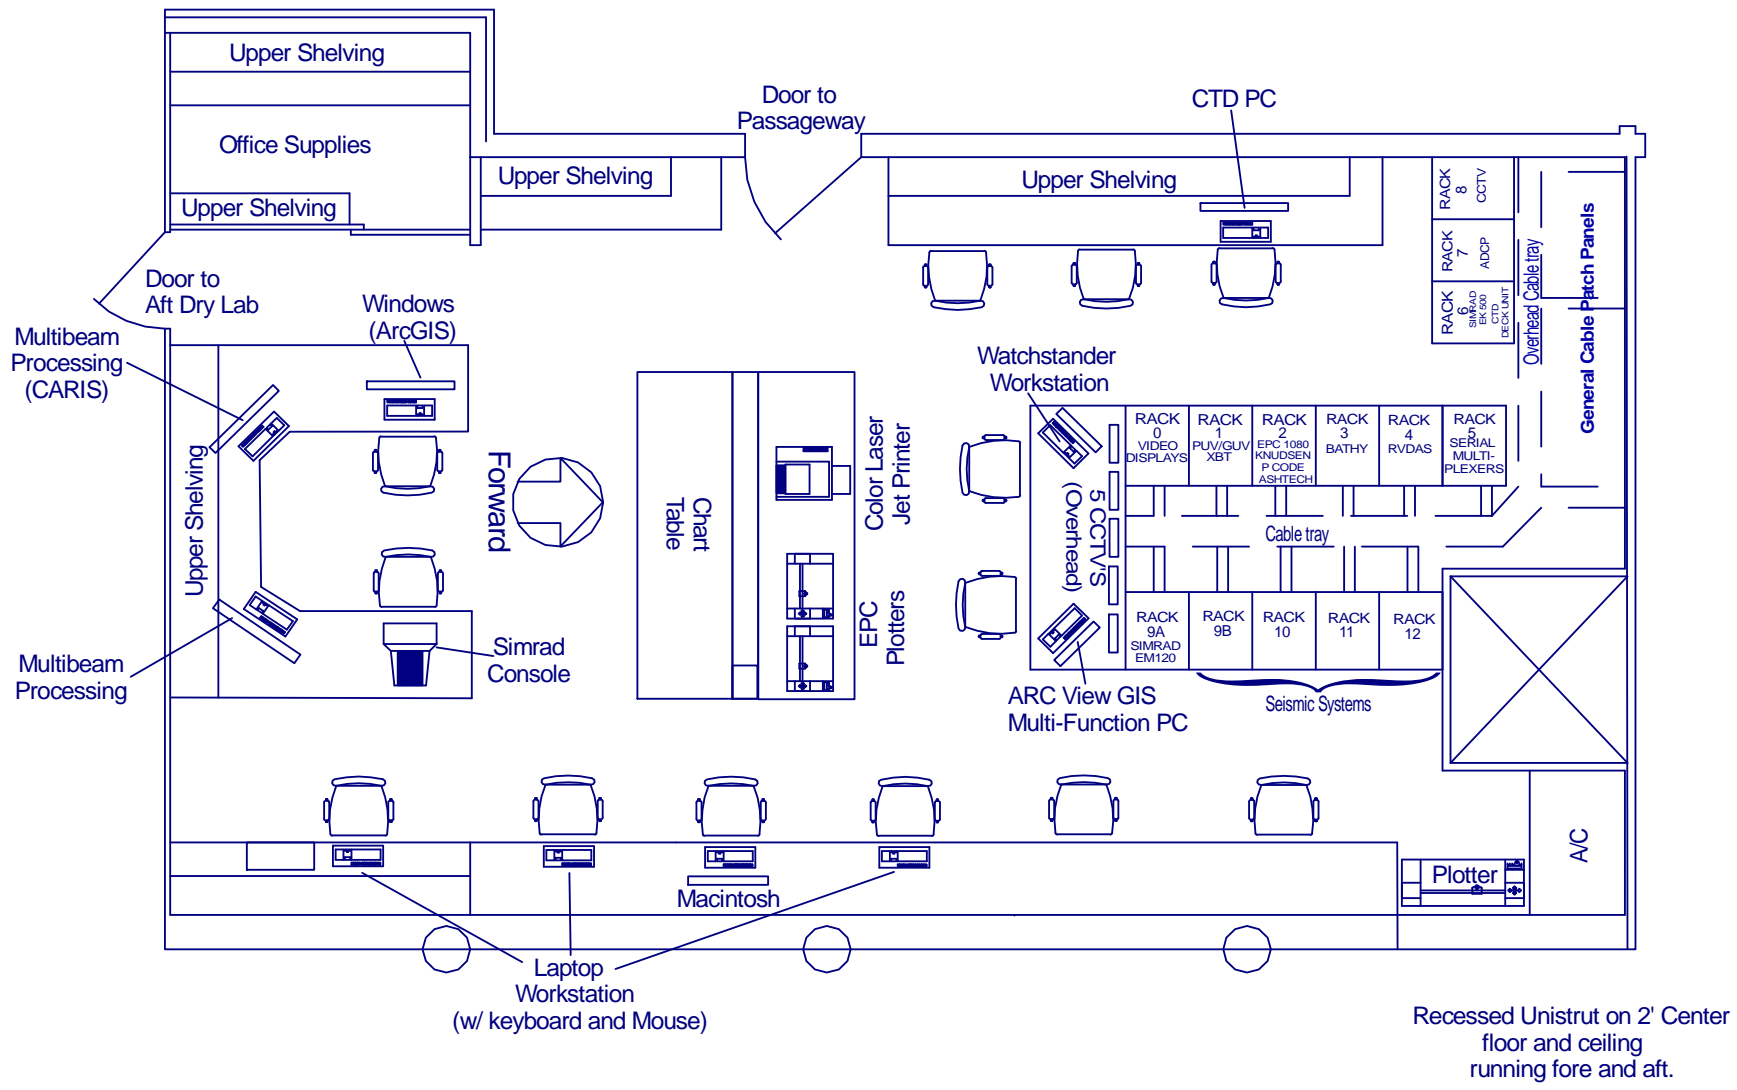 Upper Shelving
Office Supplies
Upper Shelving
Door to
Passageway
Upper Shelving
CTD PC
Upper Shelving
RACK
8
CCTV
RACK
7
ADCP
RACK
6
SIMRAD
EK 500
CTD
DECK UNIT
Overhead Cable tray
General Cable Patch Panels
Door to
Aft Dry Lab
Multibeam
Processing
(CARIS)
Windows
(ArcGIS)
Upper Shelving
Forward
Chart
Table
Color Laser
Jet Printer
EPC
Plotters
Watchstander
Workstation
5 CCTV'S
(Overhead)
RACK
0
VIDEO
DISPLAYS
RACK
1
PUV/GUV
XBT
RACK
2
EPC 1080
KNUDSEN
P CODE
ASHTECH
RACK
3
BATHY
RACK
4
RVDAS
RACK
5
SERIAL
MULTI-
PLEXERS
Cable tray
RACK
9A
SIMRAD
EM120
RACK
9B
RACK
10
RACK
11
RACK
12
Seismic Systems
ARC View GIS
Multi-Function PC
Multibeam
Processing
Simrad
Console
Macintosh
Plotter
A/C
Laptop
Workstation
(w/ keyboard and Mouse)
Recessed Unistrut on 2' Center
floor and ceiling
running fore and aft.